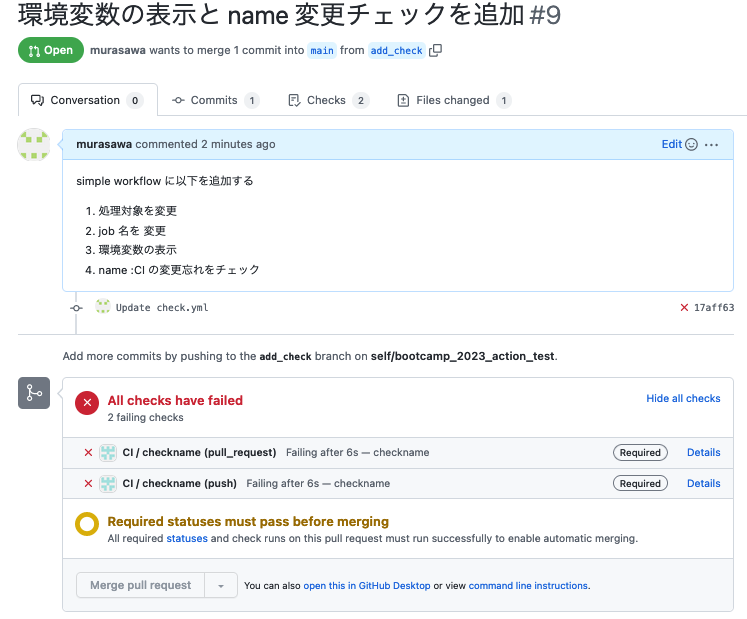 環境変数の表示と name 変更チェックを追加 #9
Open murasawa wants to merge 1 commit into main from add_check
Conversation 0 Commits 1 Checks 2 Files changed 1
murasawa commented 2 minutes ago Edit ...
simple workflow に以下を追加する
1. 処理対象を変更
2. job 名を 変更
3. 環境変数の表示
4. name :CI の変更忘れをチェック
Update check.yml 17aff63
Add more commits by pushing to the add_check branch on self/bootcamp_2023_action_test.
All checks have failed Hide all checks
2 failing checks
CI / checkname (pull_request) Failing after 6s — checkname Required Details
CI / checkname (push) Failing after 6s — checkname Required Details
Required statuses must pass before merging
All required statuses and check runs on this pull request must run successfully to enable automatic merging.
Merge pull request You can also open this in GitHub Desktop or view command line instructions.